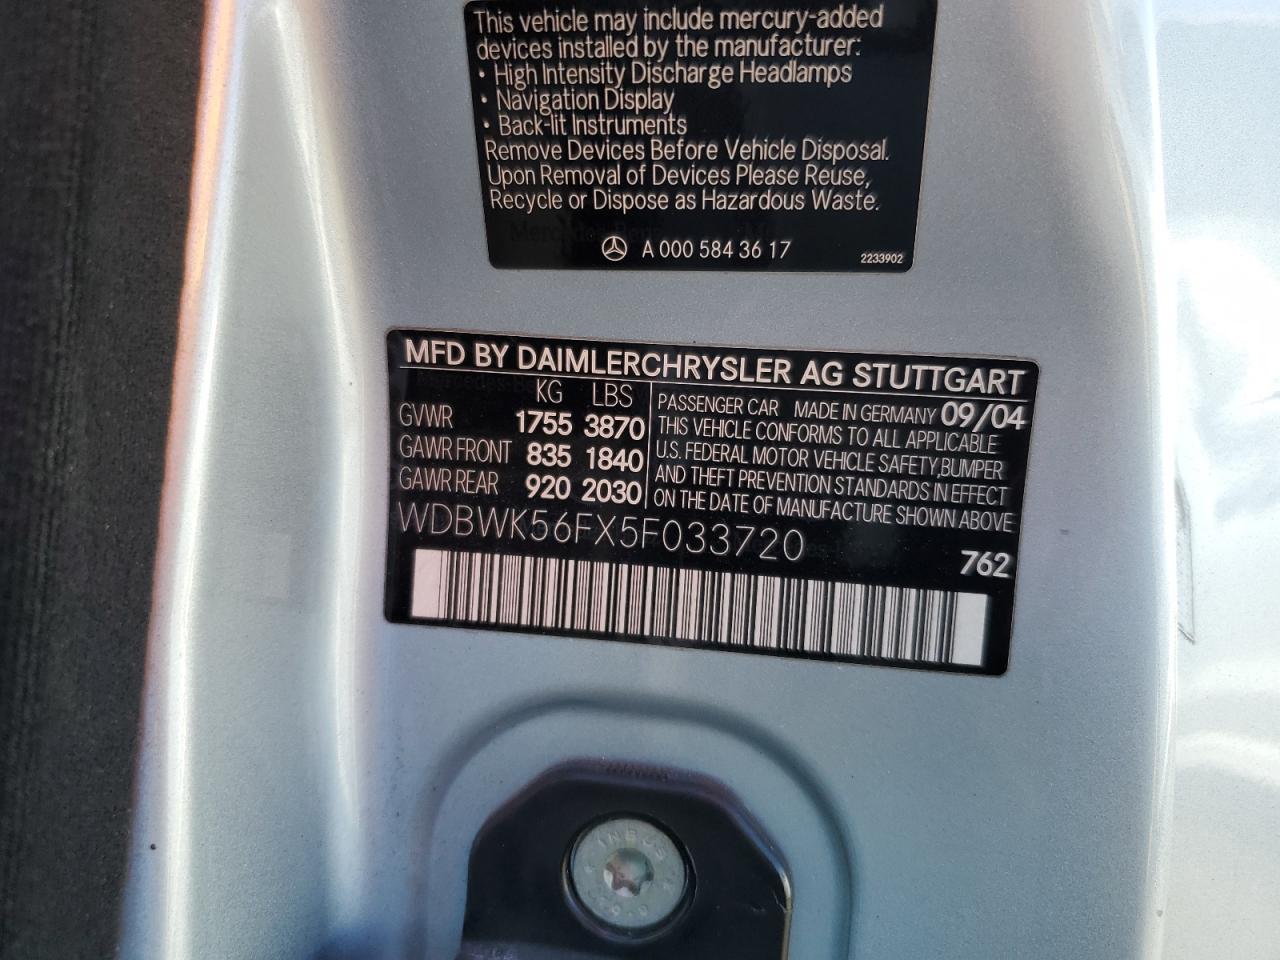 This vehicle may include mercury-added
devices installed by the manufacturer:
• High Intensity Discharge Headlamps
• Navigation Display
• Back-lit Instruments
Remove Devices Before Vehicle Disposal.
Upon Removal of Devices Please Reuse,
Recycle or Dispose as Hazardous Waste.
A 000 584 36 17
2233902
MFD BY DAIMLERCHRYSLER AG STUTTGART
KG LBS
GVWR 1755 3870
GAWR FRONT 835 1840
GAWR REAR 920 2030
PASSENGER CAR MADE IN GERMANY 09/04
THIS VEHICLE CONFORMS TO ALL APPLICABLE
U.S. FEDERAL MOTOR VEHICLE SAFETY, BUMPER
AND THEFT PREVENTION STANDARDS IN EFFECT
ON THE DATE OF MANUFACTURE SHOWN ABOVE
WDBWK56FX5F033720
762
INBUS